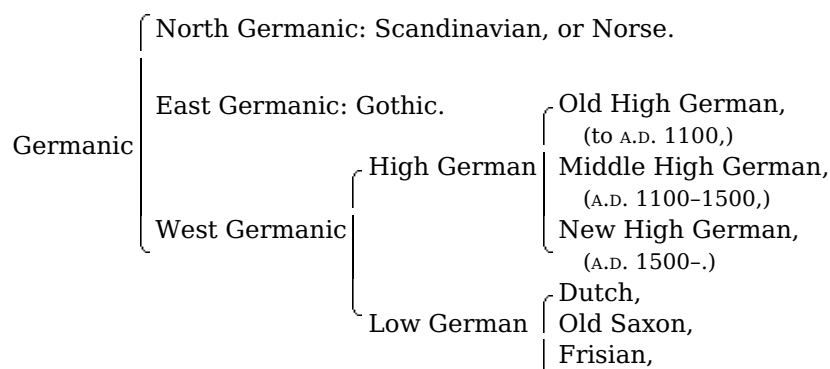 North Germanic: Scandinavian, or Norse.
East Germanic: Gothic.
Old High German,
(to A.D. 1100,)
Germanic
High German
Middle High German,
(A.D. 1100–1500,)
West Germanic
New High German,
(A.D. 1500–.)
Dutch,
Low German
Old Saxon,
Frisian,